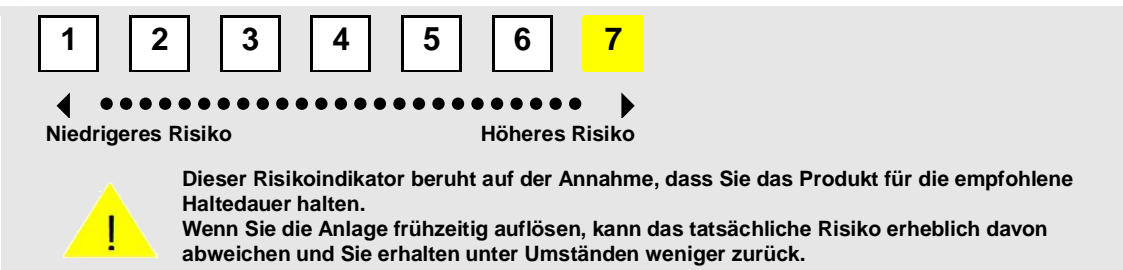 1 2 3 4 5 6 7
Niedrigeres Risiko Höheres Risiko
Dieser Risikoindikator beruht auf der Annahme, dass Sie das Produkt für die empfohlene
Haltedauer halten.
Wenn Sie die Anlage frühzeitig auflösen, kann das tatsächliche Risiko erheblich davon
abweichen und Sie erhalten unter Umständen weniger zurück.
!